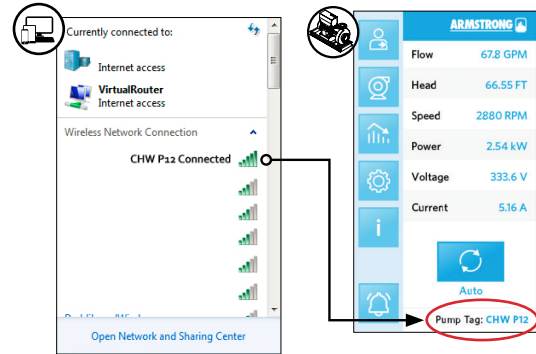 Currently connected to:
Internet access
VirtualRouter
Internet access
Wireless Network Connection
CHW P12 Connected
Open Network and Sharing Center
ARMSTRONG
Flow 67.8 GPM
Head 66.55 FT
Speed 2880 RPM
Power 2.54 kW
Voltage 333.6 V
Current 5.16 A
i
Auto
Pump Tag: CHW P12